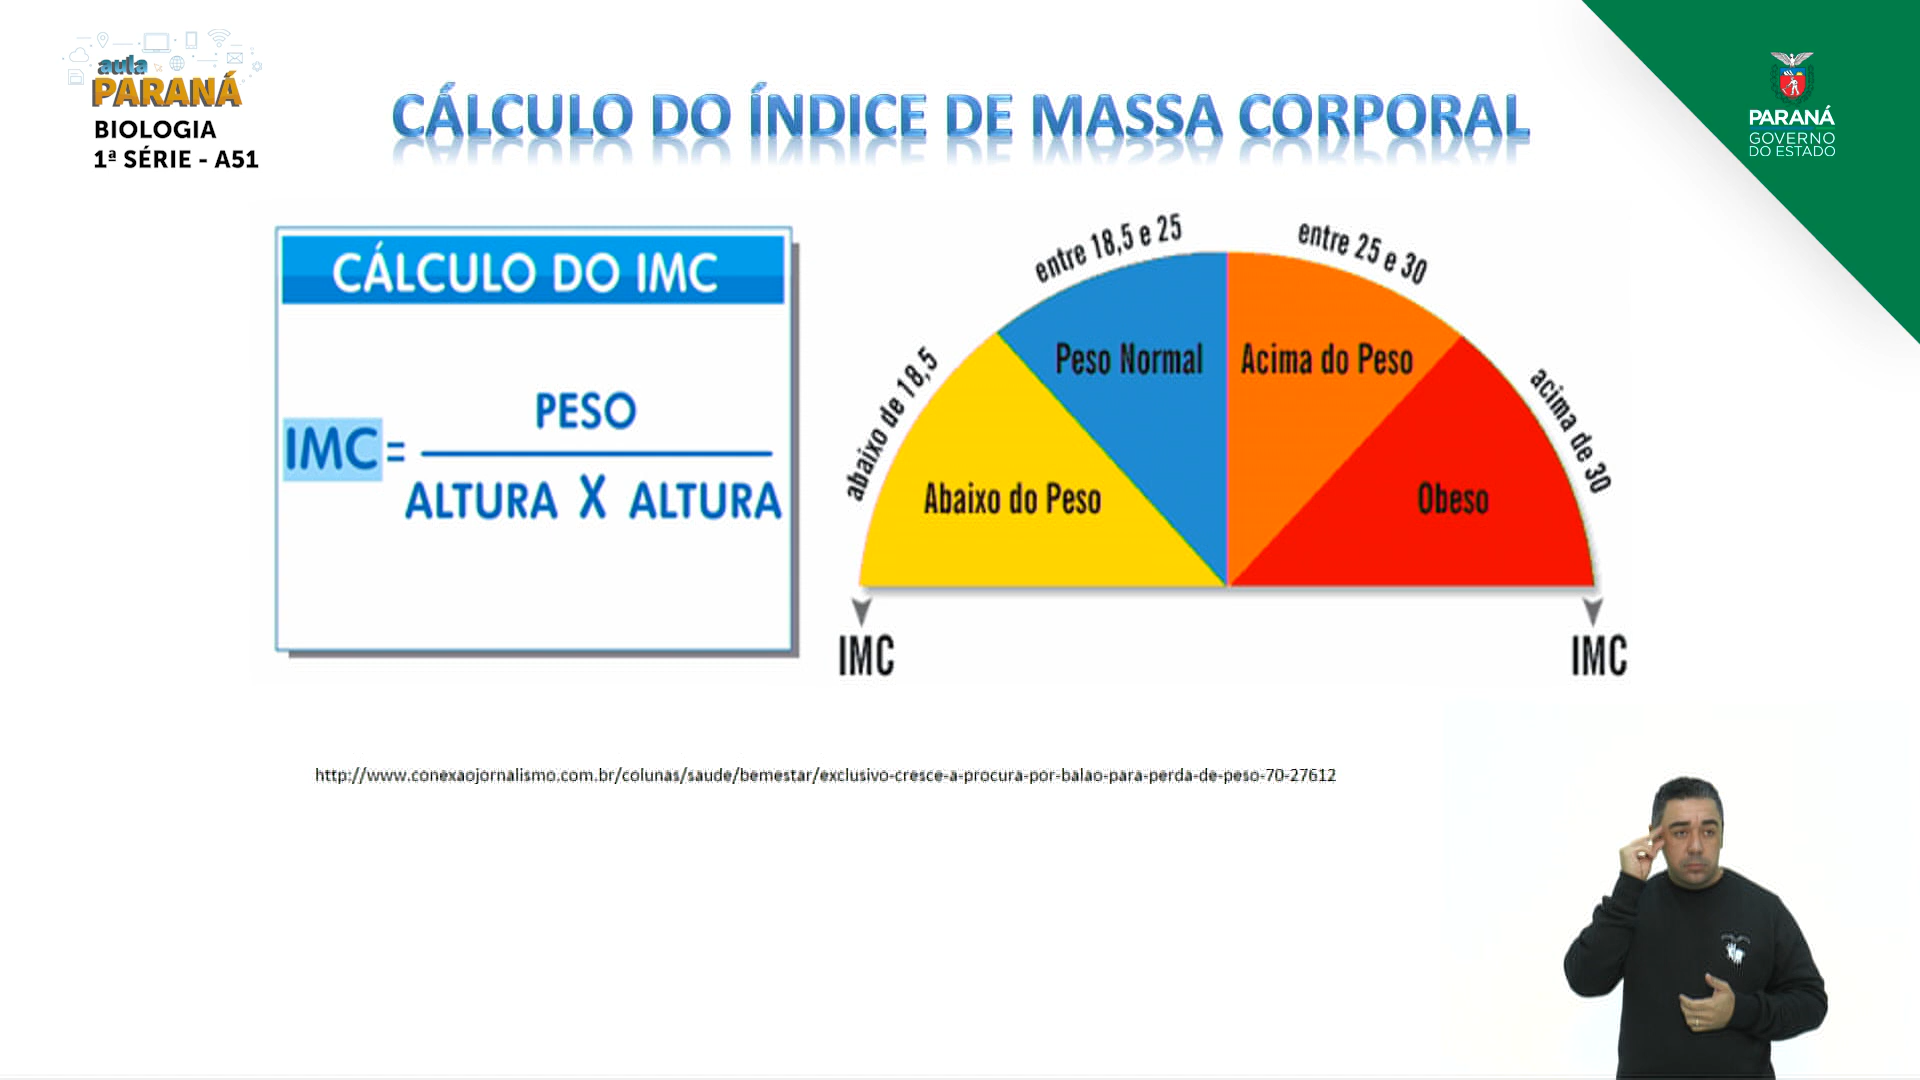 aula
PARANÁ
BIOLOGIA
1ª SÉRIE - A51
CÁLCULO DO ÍNDICE DE MASSA CORPORAL
PARANÁ
GOVERNO
DO ESTADO
CÁLCULO DO IMC
IMC = PESO
ALTURA X ALTURA
abaixo de 18,5
entre 18,5 e 25
entre 25 e 30
acima de 30
Abaixo do Peso
Peso Normal
Acima do Peso
Obeso
IMC
IMC
http://www.conexaojornalismo.com.br/colunas/saude/bemestar/exclusivo-cresce-a-procura-por-balao-para-perda-de-peso-70-27612